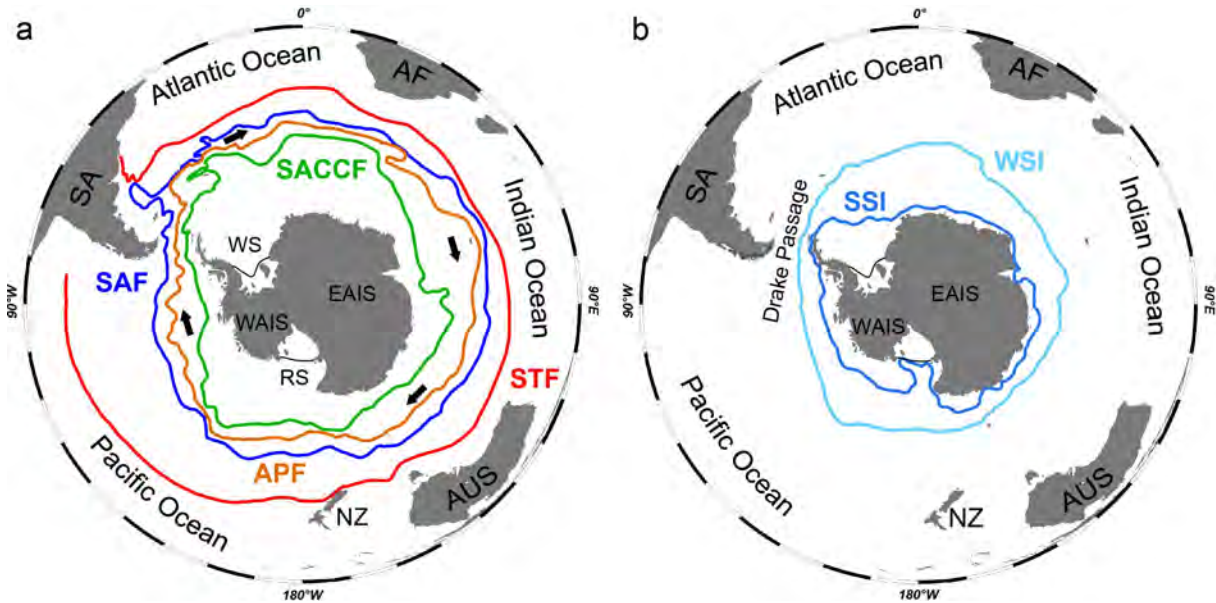 a
0°
Atlantic Ocean
AF
SA
SACCF
Indian Ocean
WS
SAF
EAIS
90°W
90°E
WAIS
RS
STF
Pacific Ocean
APF
AUS
NZ
180°W
b
0°
Atlantic Ocean
AF
SA
WSI
SSI
Indian Ocean
Drake Passage
EAIS
90°W
90°E
WAIS
Pacific Ocean
AUS
NZ
180°W